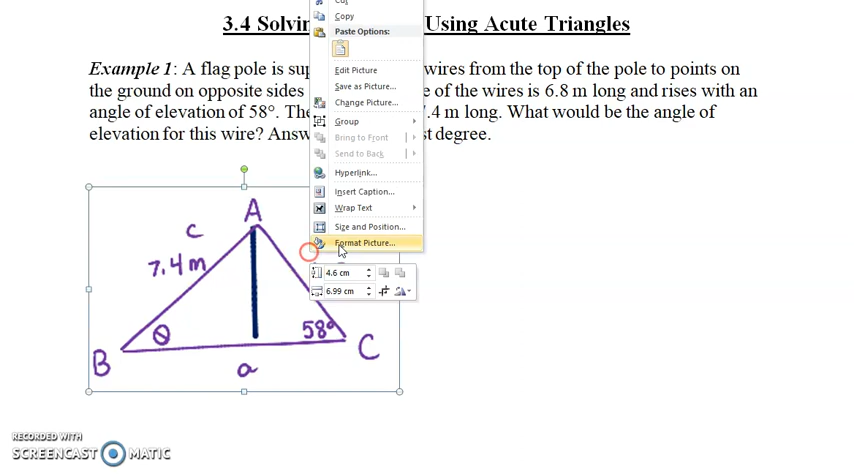 3.4 Solvin Using Acute Triangles
Cut
Copy
Paste Options:
Example 1: A flag pole is sup wires from the top of the pole to points on
Edit Picture
the ground on opposite sides e of the wires is 6.8 m long and rises with an
Save as Picture...
Change Picture...
angle of elevation of 58°. The 7.4 m long. What would be the angle of
Group
elevation for this wire? Answ st degree.
Bring to Front
Send to Back
Hyperlink...
Insert Caption...
Wrap Text
Size and Position...
Format Picture...
A
c
7.4 m
4.6 cm
6.99 cm
θ
58°
B
C
a
RECORDED WITH
SCREENCAST MATIC